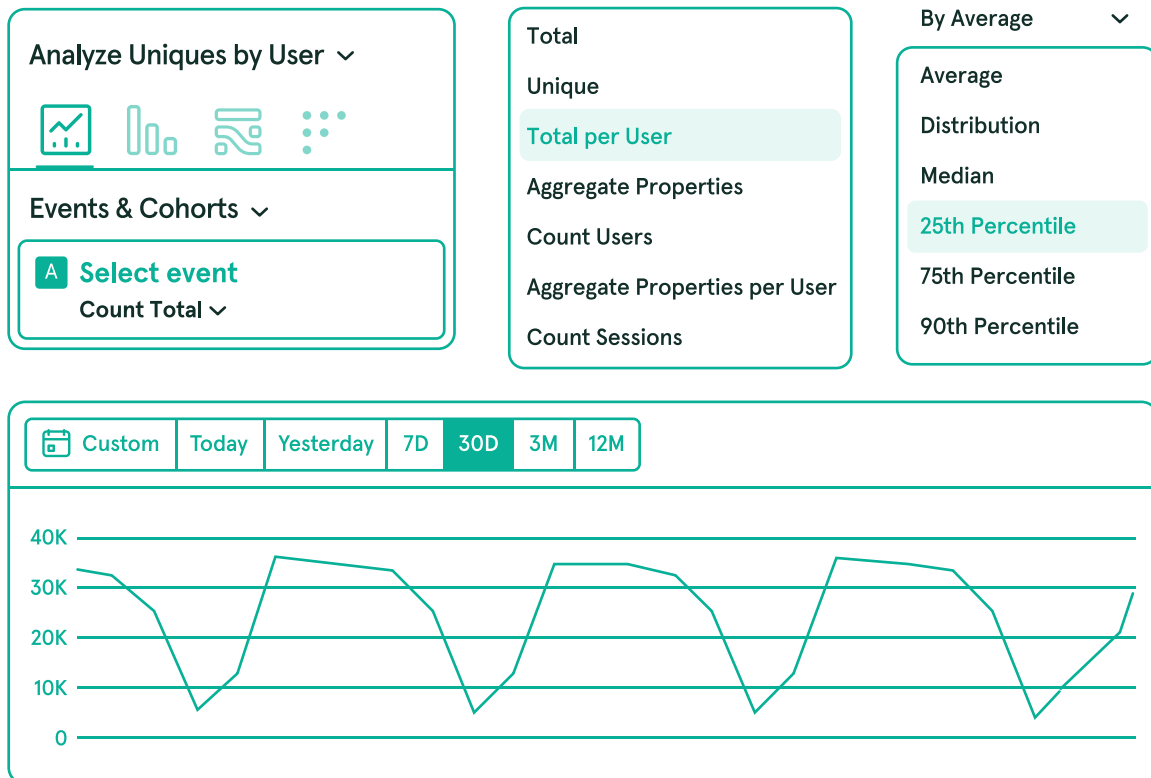 Analyze Uniques by User
Events & Cohorts
A Select event
Count Total
Total
Unique
Total per User
Aggregate Properties
Count Users
Aggregate Properties per User
Count Sessions
By Average
Average
Distribution
Median
25th Percentile
75th Percentile
90th Percentile
Custom Today Yesterday 7D 30D 3M 12M
40K
30K
20K
10K
0